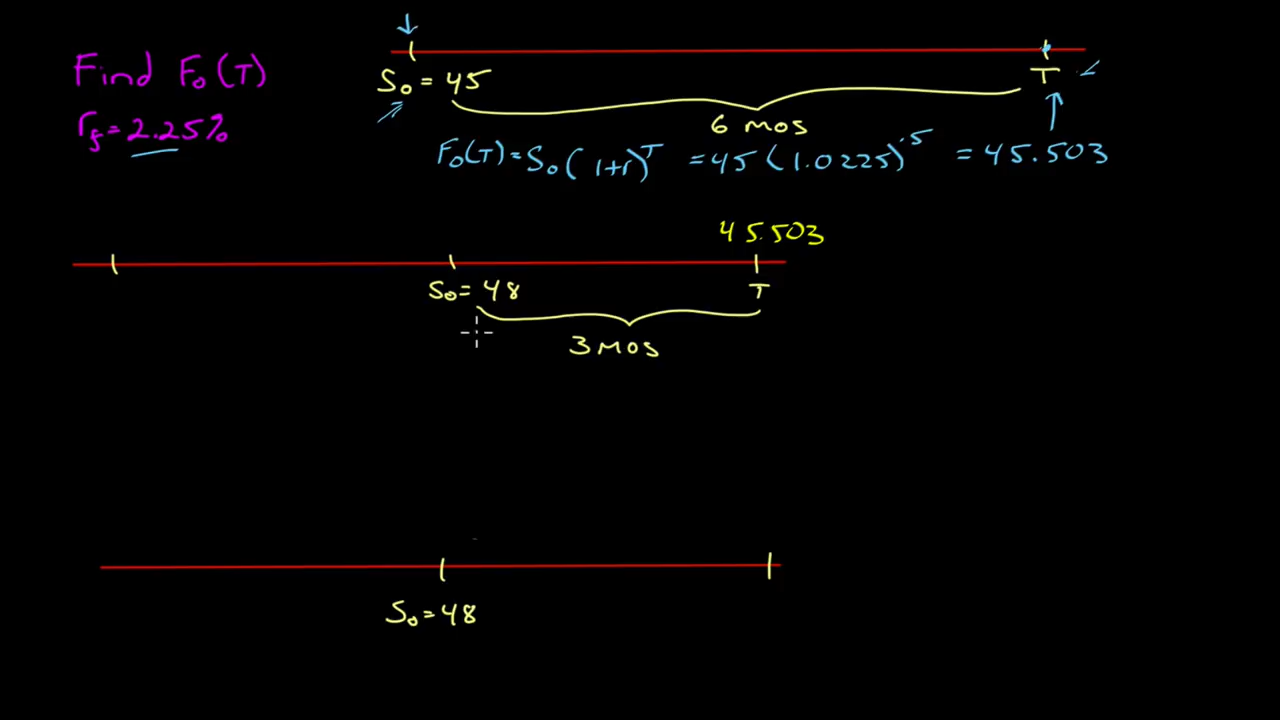 Find F₀(T)
r_f = 2.25%
S₀ = 45
T
6 mos
F₀(T) = S₀(1+r)^T = 45(1.0225)^.5 = 45.503
45.503
S₀ = 48
T
3 mos
S₀ = 48